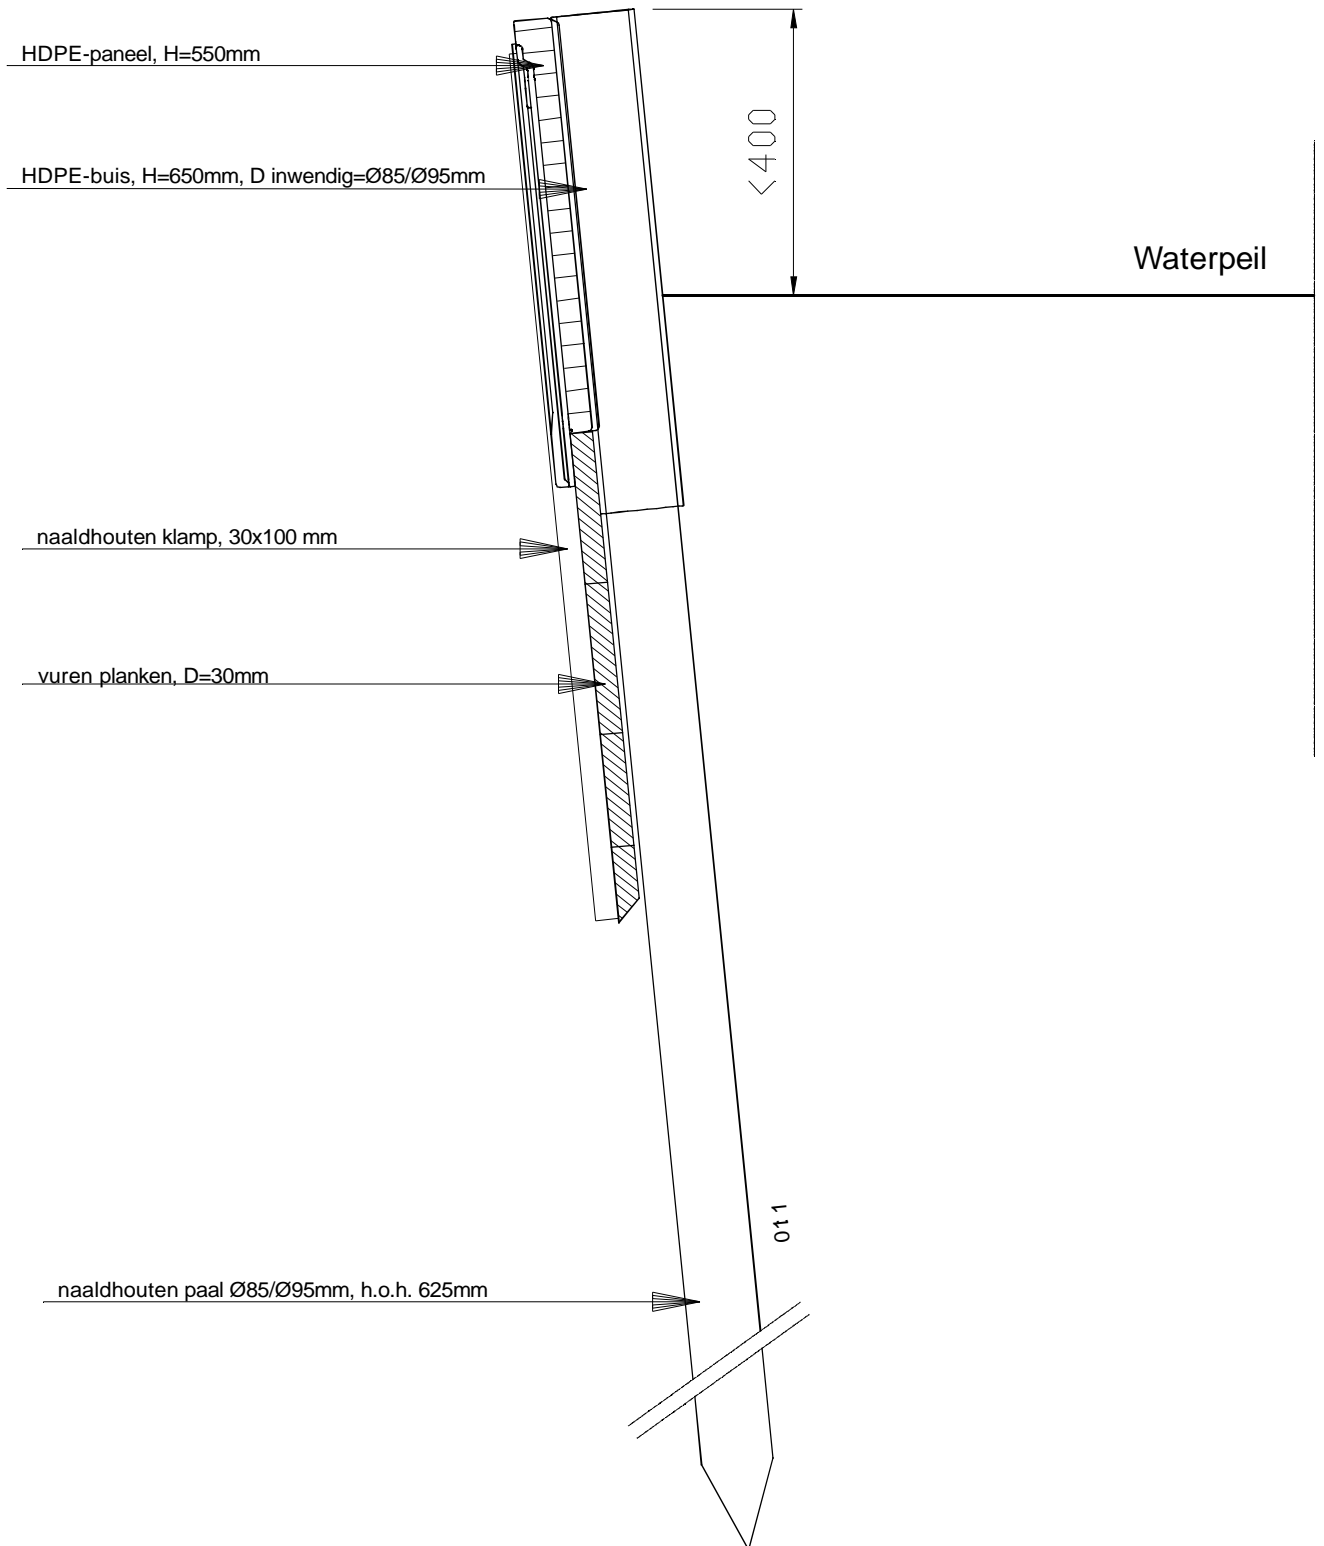 HDPE-paneel, H=550mm
HDPE-buis, H=650mm, D inwendig=Ø85/Ø95mm
<400
Waterpeil
naaldhouten klamp, 30x100 mm
vuren planken, D=30mm
011
naaldhouten paal Ø85/Ø95mm, h.o.h. 625mm